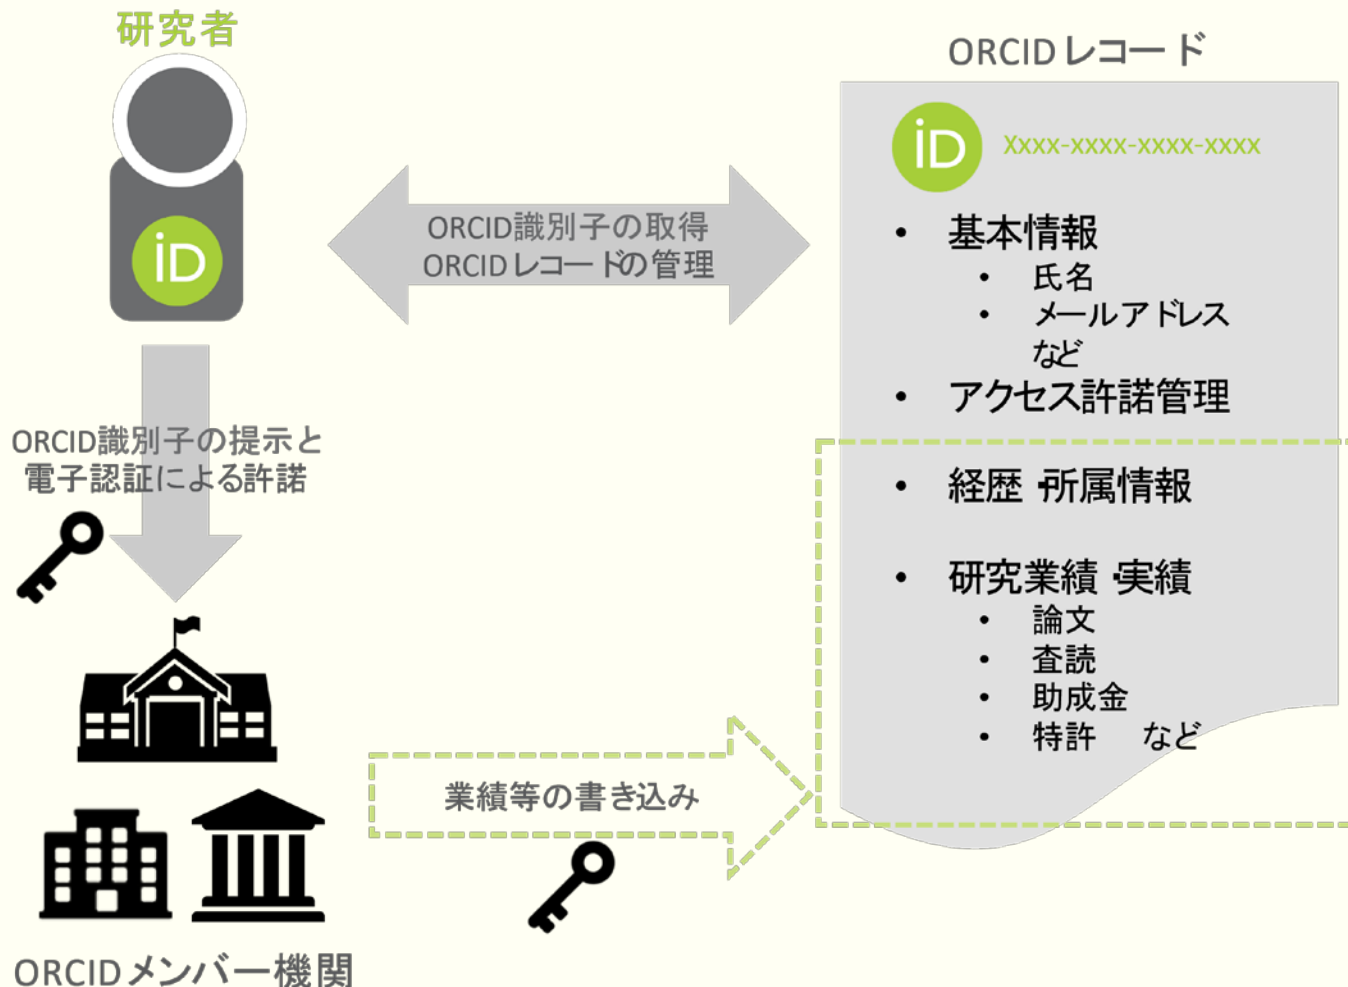 研究者
ORCIDレコード
iD
Xxxx-xxxx-xxxx-xxxx
iD
ORCID識別子の取得
ORCIDレコードの管理
• 基本情報
• 氏名
• メールアドレス
など
• アクセス許諾管理
ORCID識別子の提示と
電子認証による許諾
• 経歴・所属情報
• 研究業績・実績
• 論文
• 査読
• 助成金
• 特許 など
業績等の書き込み
ORCIDメンバー機関